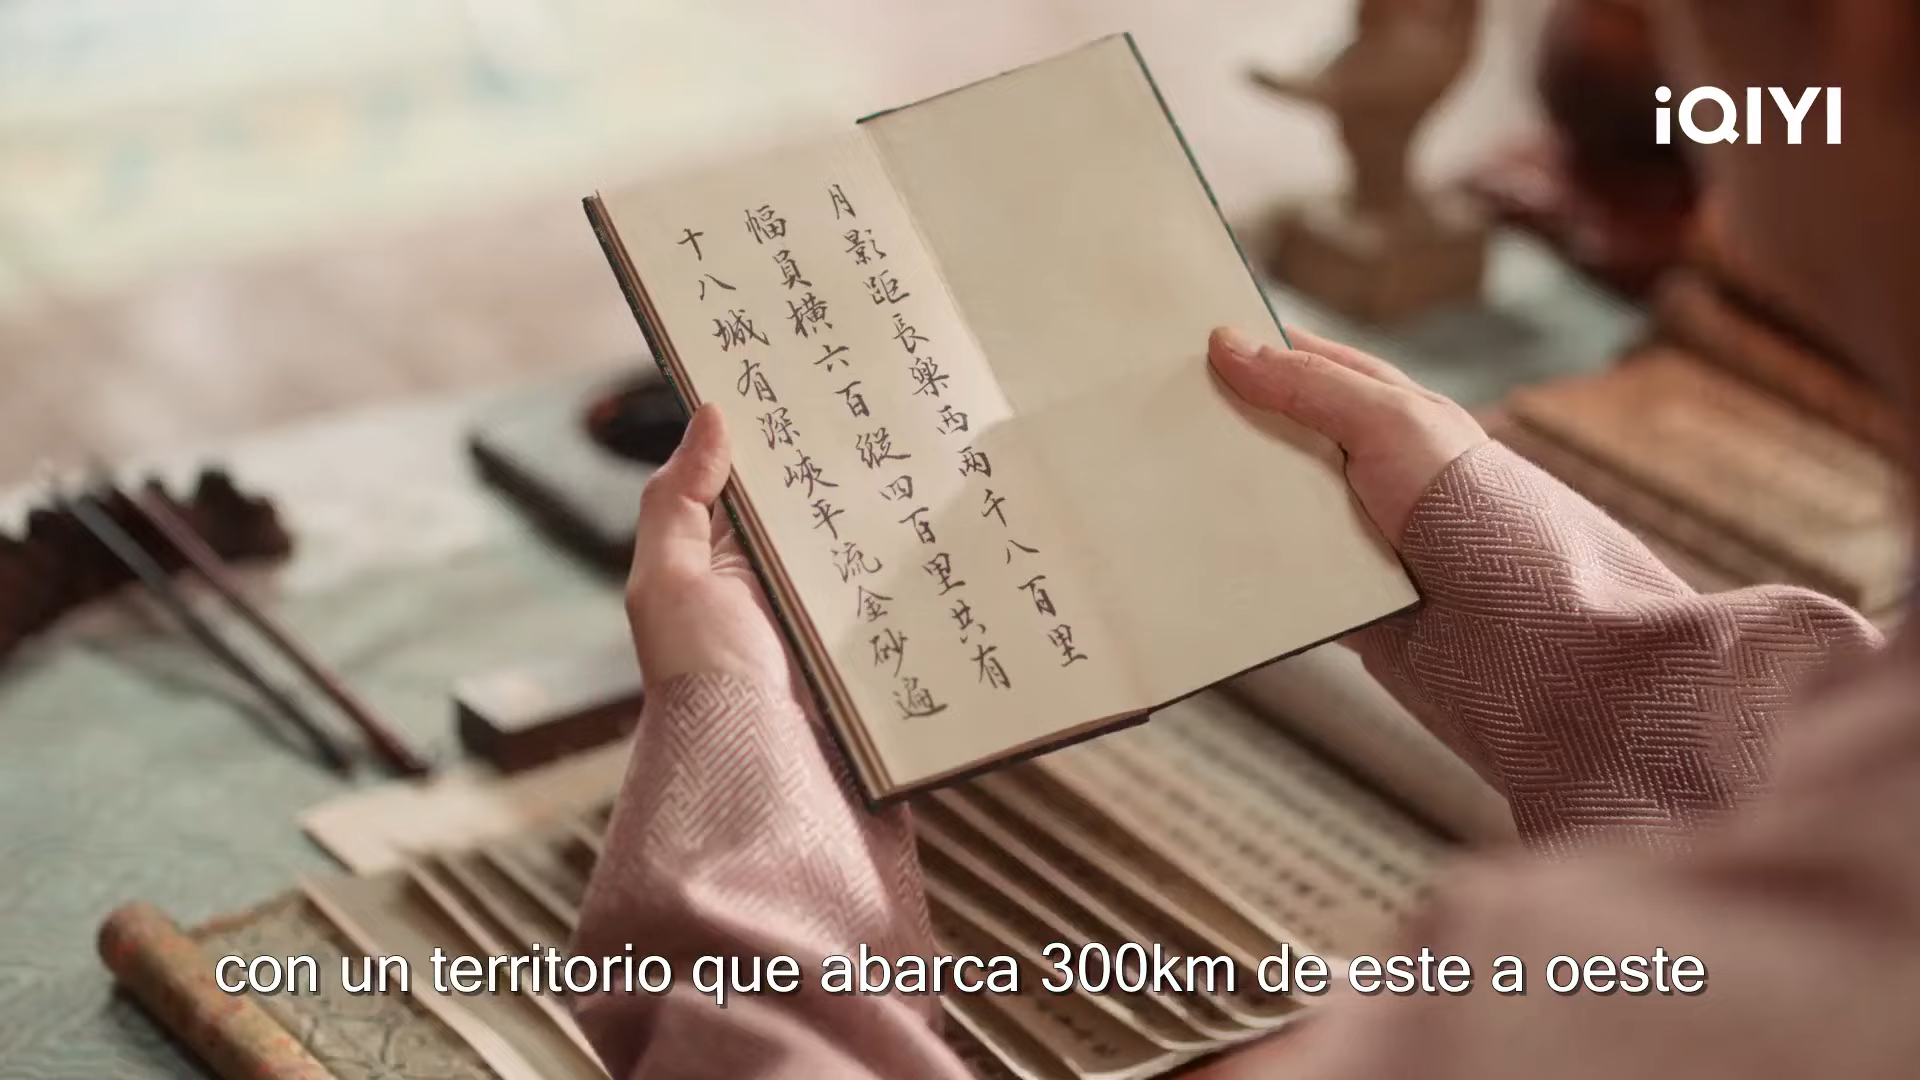 iQIYI
月影距長樂西兩千八百里
幅員橫六百縱四百里共有
十八城有深峽平流金砂遍
con un territorio que abarca 300km de este a oeste